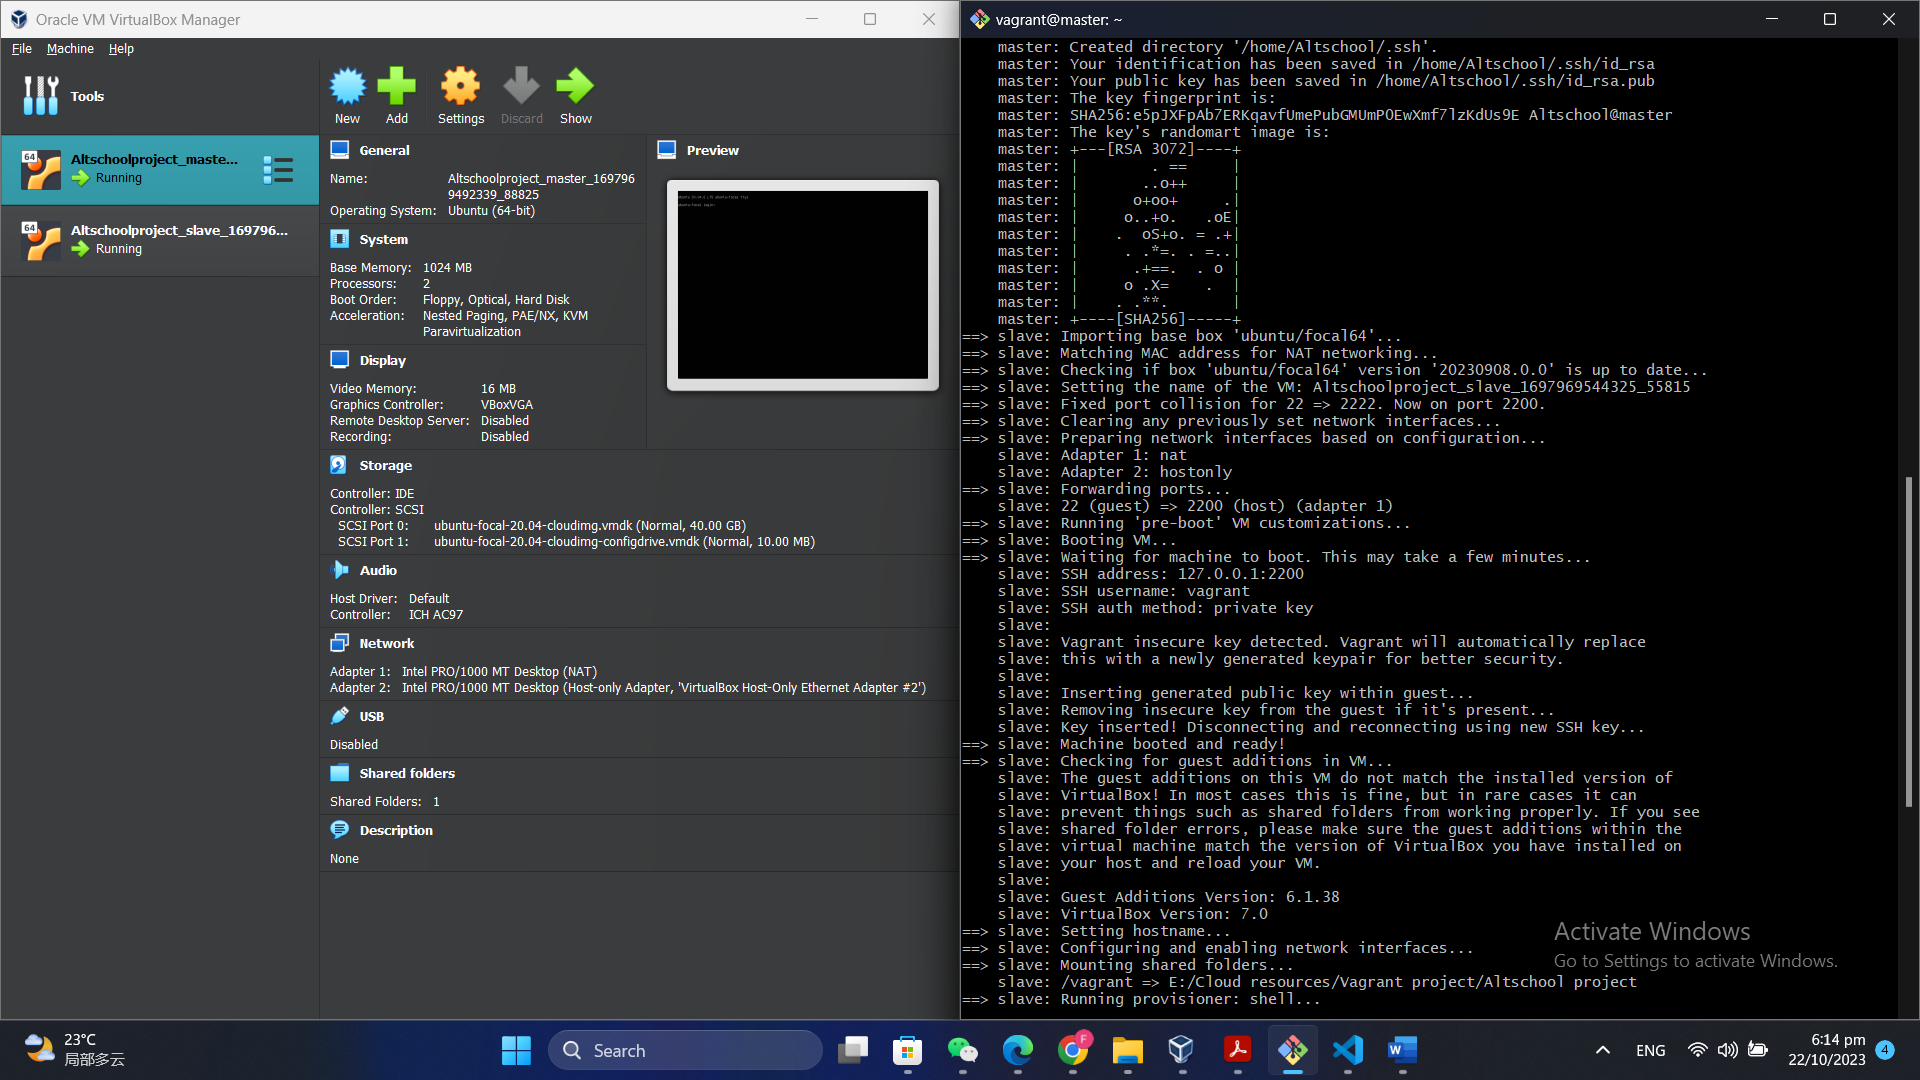 Oracle VM VirtualBox Manager
File Machine Help
Tools
New Add Settings Discard Show
64
Altschoolproject_maste...
Running
64
Altschoolproject_slave_169796...
Running
General
Name: Altschoolproject_master_169796
9492339_88825
Operating System: Ubuntu (64-bit)
System
Base Memory: 1024 MB
Processors: 2
Boot Order: Floppy, Optical, Hard Disk
Acceleration: Nested Paging, PAE/NX, KVM
Paravirtualization
Display
Video Memory: 16 MB
Graphics Controller: VBoxVGA
Remote Desktop Server: Disabled
Recording: Disabled
Preview
Storage
Controller: IDE
Controller: SCSI
SCSI Port 0: ubuntu-focal-20.04-cloudimg.vmdk (Normal, 40.00 GB)
SCSI Port 1: ubuntu-focal-20.04-cloudimg-configdrive.vmdk (Normal, 10.00 MB)
Audio
Host Driver: Default
Controller: ICH AC97
Network
Adapter 1: Intel PRO/1000 MT Desktop (NAT)
Adapter 2: Intel PRO/1000 MT Desktop (Host-only Adapter, 'VirtualBox Host-Only Ethernet Adapter #2')
USB
Disabled
Shared folders
Shared Folders: 1
Description
None
vagrant@master: ~
master: Created directory '/home/Altschool/.ssh'.
master: Your identification has been saved in /home/Altschool/.ssh/id_rsa
master: Your public key has been saved in /home/Altschool/.ssh/id_rsa.pub
master: The key fingerprint is:
master: SHA256:e5pJXFpAb7ERKqavfUmePubGMUmPOEwXmf7lzKdUs9E Altschool@master
master: The key's randomart image is:
master: +---[RSA 3072]----+
master: |        . ==     |
master: |       ..o++     |
master: |      o+oo+     .|
master: |     o..+o.   .oE|
master: |    .  oS+o. = .+|
master: |     . .*=. . =..|
master: |      .+==.  . o |
master: |     o .X=    .  |
master: |    . .**.       |
master: +----[SHA256]-----+
==> slave: Importing base box 'ubuntu/focal64'...
==> slave: Matching MAC address for NAT networking...
==> slave: Checking if box 'ubuntu/focal64' version '20230908.0.0' is up to date...
==> slave: Setting the name of the VM: Altschoolproject_slave_1697969544325_55815
==> slave: Fixed port collision for 22 => 2222. Now on port 2200.
==> slave: Clearing any previously set network interfaces...
==> slave: Preparing network interfaces based on configuration...
slave: Adapter 1: nat
slave: Adapter 2: hostonly
==> slave: Forwarding ports...
slave: 22 (guest) => 2200 (host) (adapter 1)
==> slave: Running 'pre-boot' VM customizations...
==> slave: Booting VM...
==> slave: Waiting for machine to boot. This may take a few minutes...
slave: SSH address: 127.0.0.1:2200
slave: SSH username: vagrant
slave: SSH auth method: private key
slave:
slave: Vagrant insecure key detected. Vagrant will automatically replace
slave: this with a newly generated keypair for better security.
slave:
slave: Inserting generated public key within guest...
slave: Removing insecure key from the guest if it's present...
slave: Key inserted! Disconnecting and reconnecting using new SSH key...
==> slave: Machine booted and ready!
==> slave: Checking for guest additions in VM...
slave: The guest additions on this VM do not match the installed version of
slave: VirtualBox! In most cases this is fine, but in rare cases it can
slave: prevent things such as shared folders from working properly. If you see
slave: shared folder errors, please make sure the guest additions within the
slave: virtual machine match the version of VirtualBox you have installed on
slave: your host and reload your VM.
slave:
slave: Guest Additions Version: 6.1.38
slave: VirtualBox Version: 7.0
==> slave: Setting hostname...
==> slave: Configuring and enabling network interfaces...
==> slave: Mounting shared folders...
slave: /vagrant => E:/Cloud resources/Vagrant project/Altschool project
==> slave: Running provisioner: shell...
Activate Windows
Go to Settings to activate Windows.
23°C
局部多云
Search
F
ENG
6:14 pm
22/10/2023
4